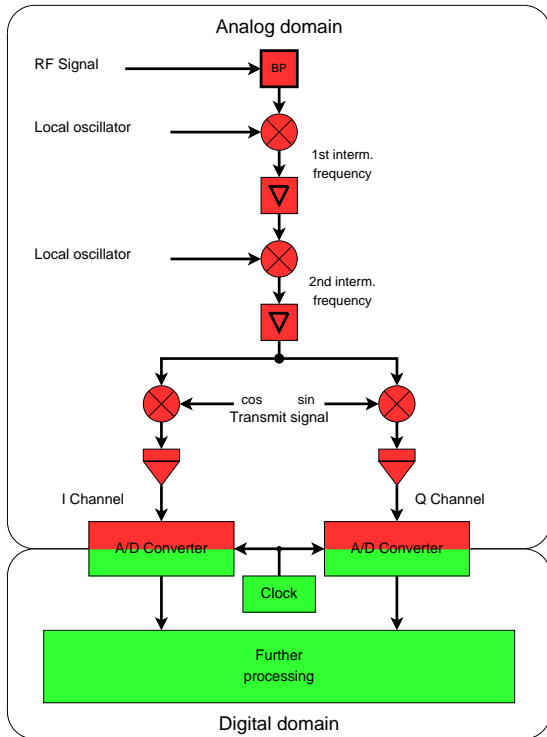 Analog domain
RF Signal
BP
Local oscillator
1st interm.
frequency
Local oscillator
2nd interm.
frequency
cos sin
Transmit signal
I Channel
Q Channel
A/D Converter
A/D Converter
Clock
Further
processing
Digital domain